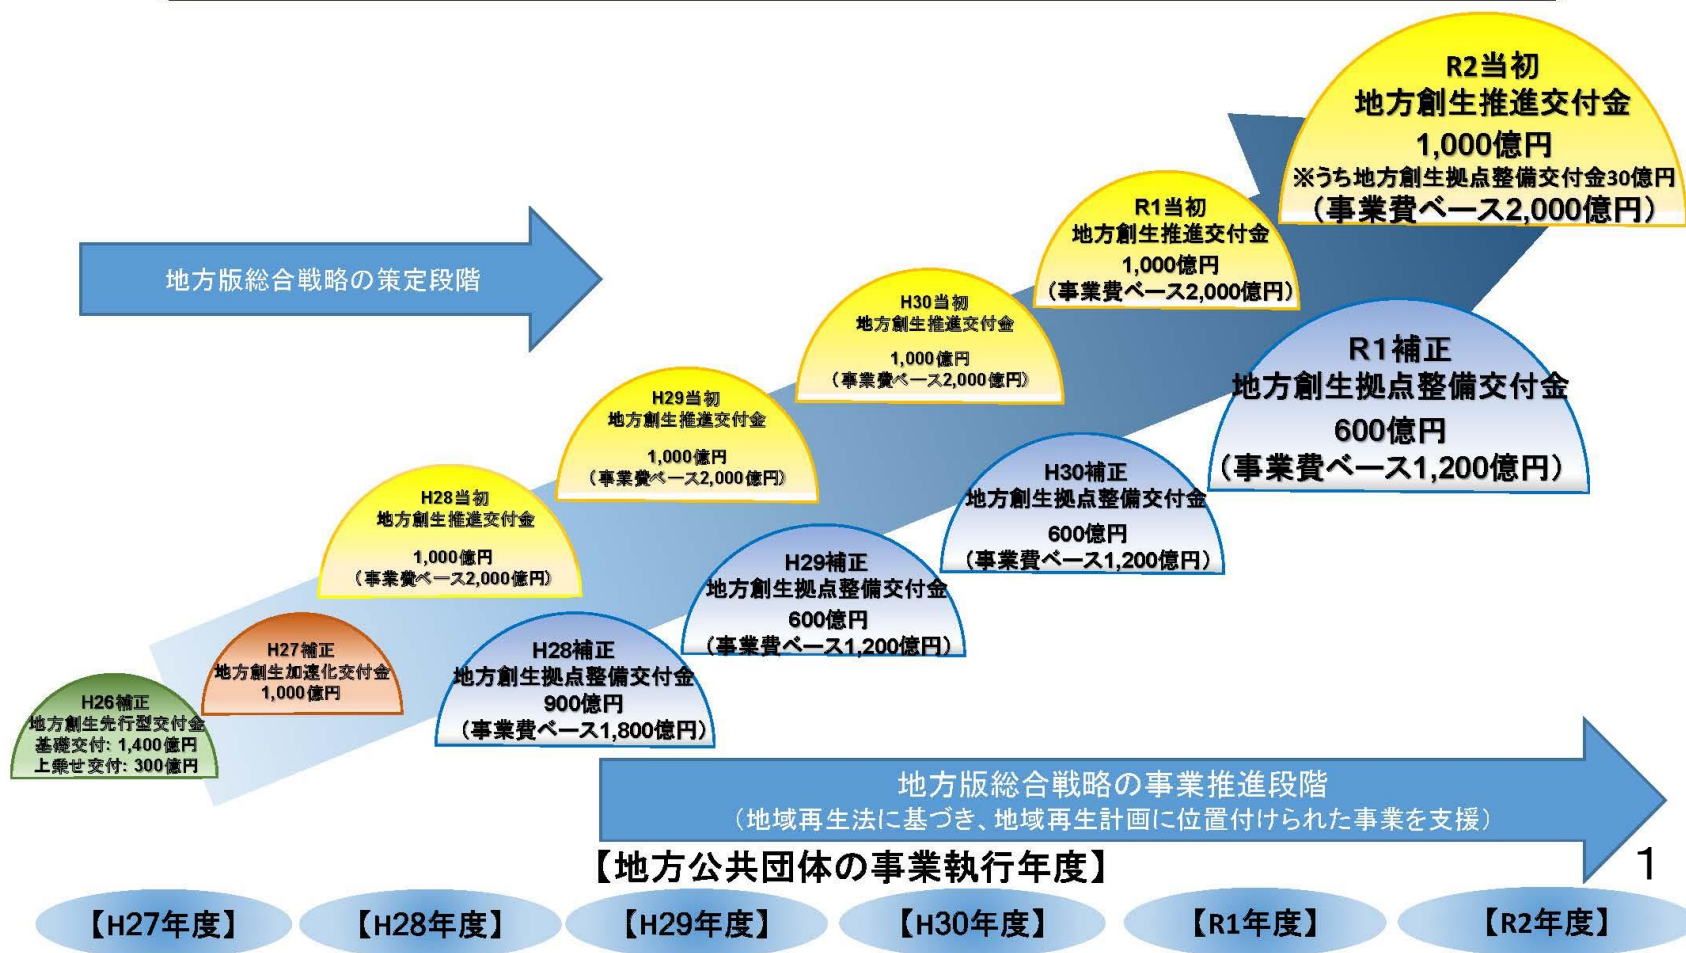 R2当初
地方創生推進交付金
1,000億円
※うち地方創生拠点整備交付金30億円
(事業費ベース2,000億円)
R1当初
地方創生推進交付金
1,000億円
(事業費ベース2,000億円)
地方版総合戦略の策定段階
H30当初
地方創生推進交付金
1,000億円
(事業費ベース2,000億円)
R1補正
地方創生拠点整備交付金
600億円
(事業費ベース1,200億円)
H29当初
地方創生推進交付金
1,000億円
(事業費ベース2,000億円)
H30補正
地方創生拠点整備交付金
600億円
(事業費ベース1,200億円)
H28当初
地方創生推進交付金
1,000億円
(事業費ベース2,000億円)
H29補正
地方創生拠点整備交付金
600億円
(事業費ベース1,200億円)
H27補正
地方創生加速化交付金
1,000億円
H28補正
地方創生拠点整備交付金
900億円
(事業費ベース1,800億円)
H26補正
地方創生先行型交付金
基礎交付: 1,400億円
上乗せ交付: 300億円
地方版総合戦略の事業推進段階
(地域再生法に基づき、地域再生計画に位置付けられた事業を支援)
【地方公共団体の事業執行年度】
1
【H27年度】 【H28年度】 【H29年度】 【H30年度】 【R1年度】 【R2年度】